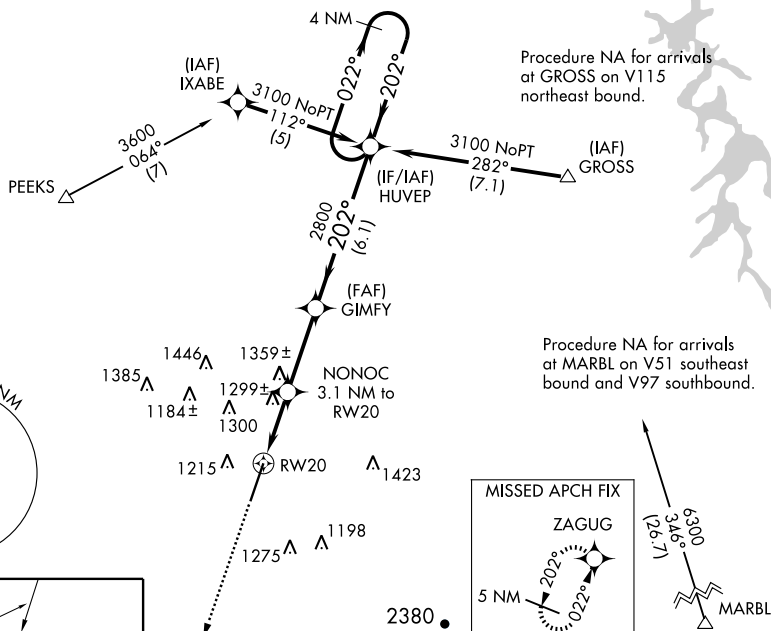 4 NM
022°
202°
(IAF)
IXABE
3100 NoPT
112°
(5)
3600
064°
(7)
PEEKS
Procedure NA for arrivals
at GROSS on V115
northeast bound.
3100 NoPT
282°
(7.1)
(IAF)
GROSS
(IF/IAF)
HUVEP
2800
202°
(6.1)
(FAF)
GIMFY
1446
1359±
1385
1184±
1299±
1300
NONOC
3.1 NM to
RW20
NM
1215
RW20
1423
1275
1198
Procedure NA for arrivals
at MARBL on V51 southeast
bound and V97 southbound.
6300
346°
(26.7)
MARBL
MISSED APCH FIX
ZAGUG
5 NM
202°
022°
2380